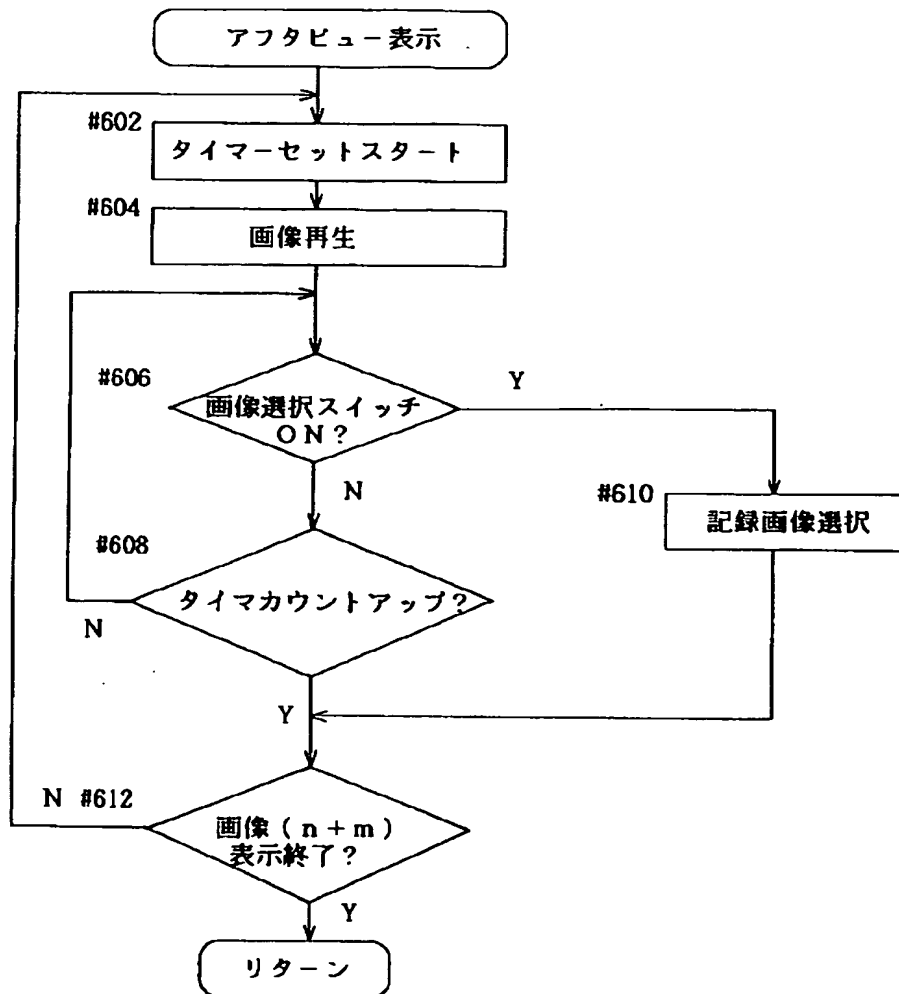 アフタビュー表示
#602
タイマーセットスタート
#604
画像再生
#606
Y
画像選択スイッチ
ON?
N
#610
記録画像選択
#608
タイマカウントアップ?
N
Y
N #612
画像(n+m)
表示終了?
Y
リターン